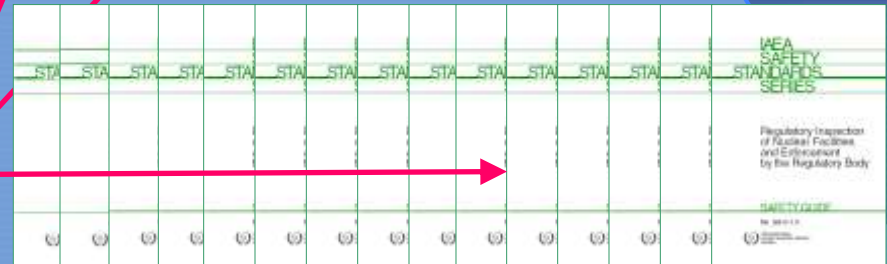 IAEA
SAFETY
STA STA STA STA STA STA STA STA STA STA STA STA STA STA STANDARDS
SERIES
Regulatory Inspection
of Nuclear Facilities
and Enforcement
by the Regulatory Body
SAFETY GUIDE